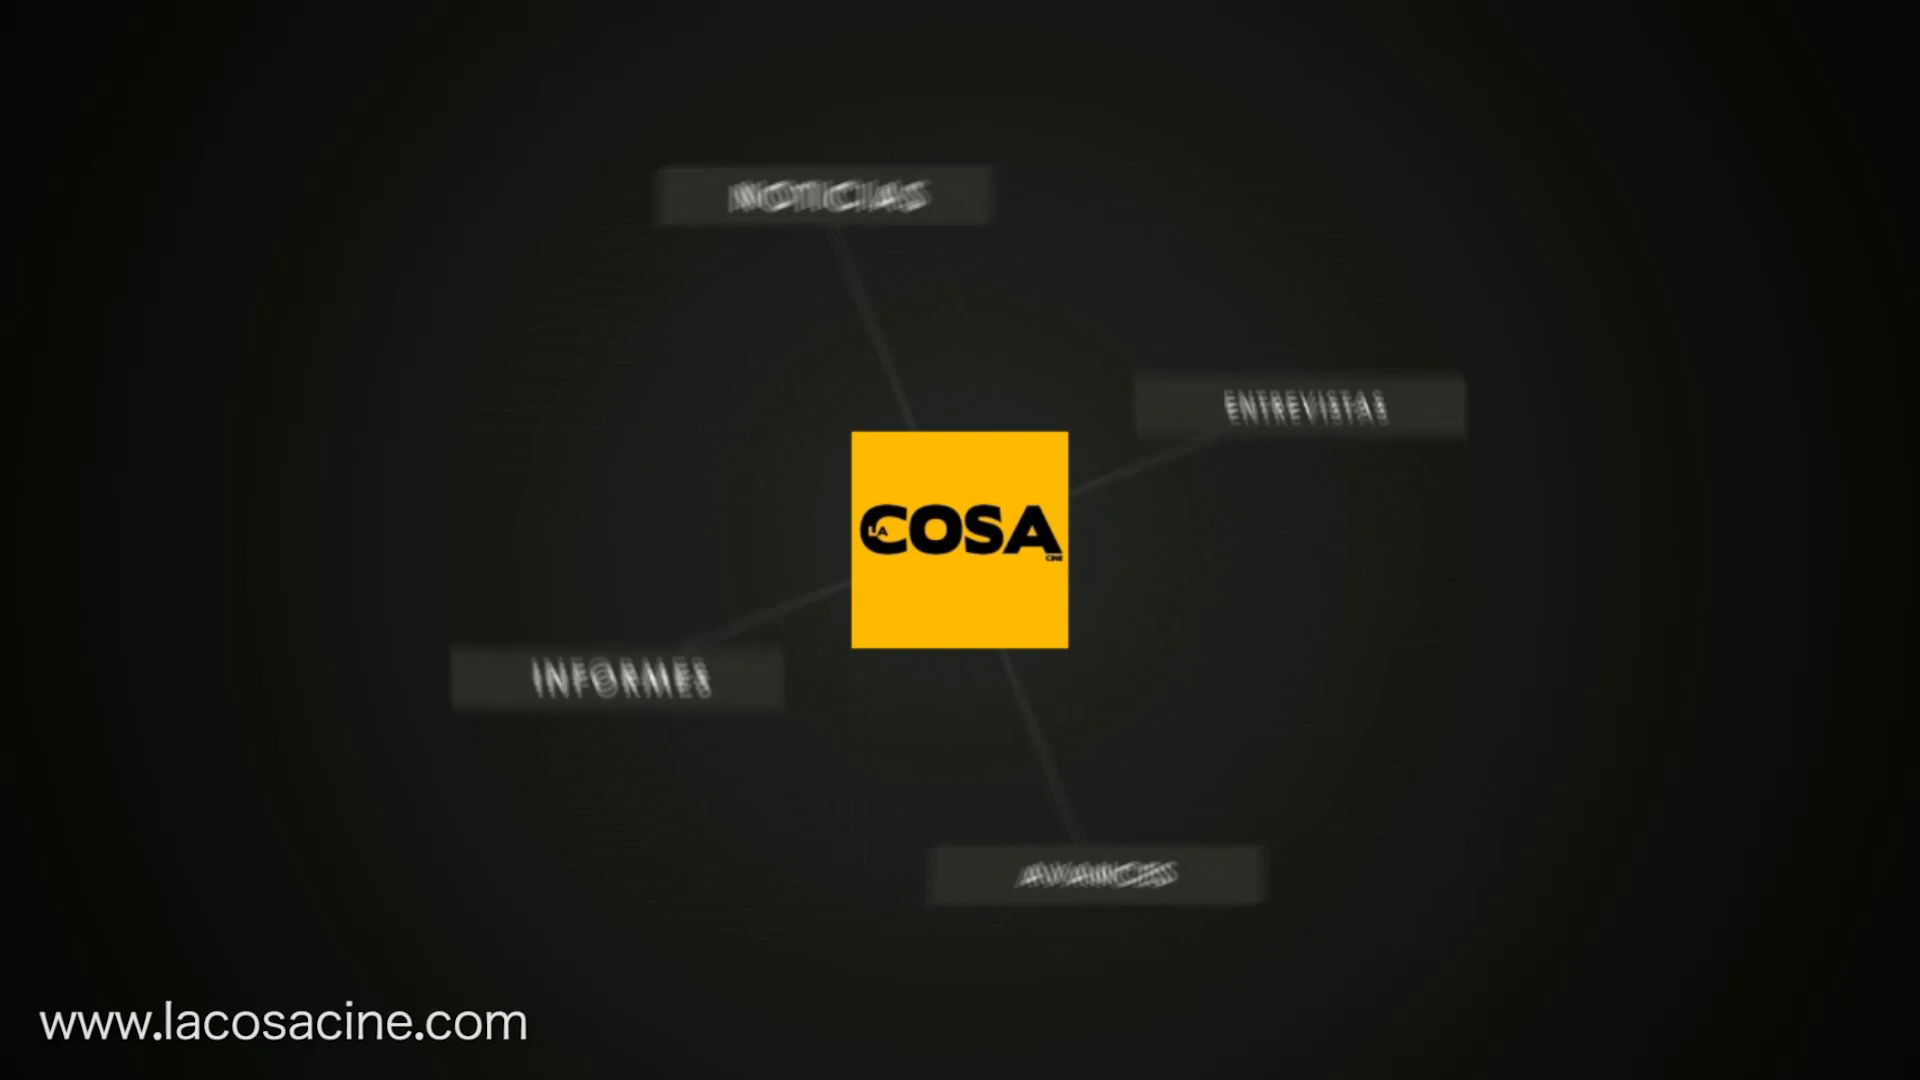 NOTICIAS
ENTREVISTAS
LA COSA
CINE
INFORMES
AVANCES
www.lacosacine.com